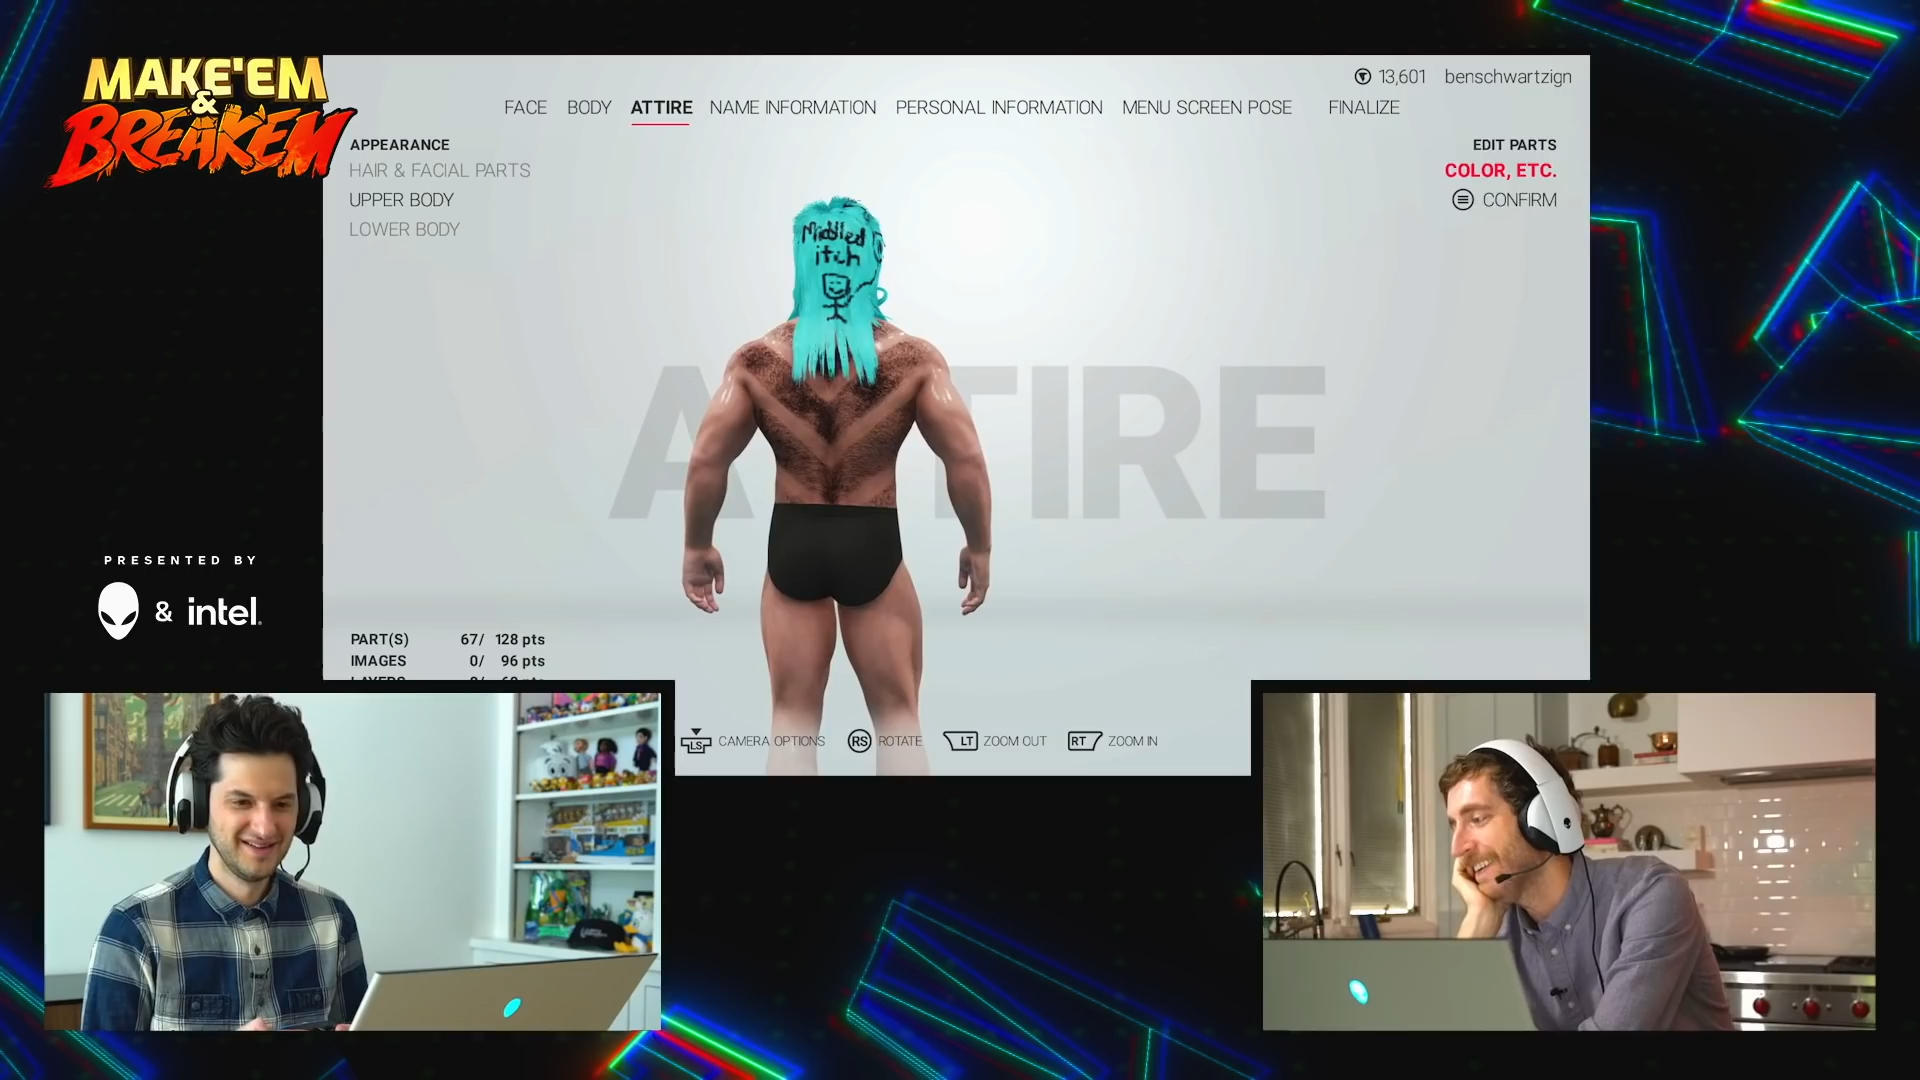 MAKE'EM
&
BREAK'EM
13,601 benschwartzign
FACE BODY ATTIRE NAME INFORMATION PERSONAL INFORMATION MENU SCREEN POSE FINALIZE
APPEARANCE
HAIR & FACIAL PARTS
UPPER BODY
LOWER BODY
EDIT PARTS
COLOR, ETC.
CONFIRM
Middled
itch
ATTIRE
PRESENTED BY
& intel.
PART(S) 67/ 128 pts
IMAGES 0/ 96 pts
LS CAMERA OPTIONS RS ROTATE LT ZOOM OUT RT ZOOM IN